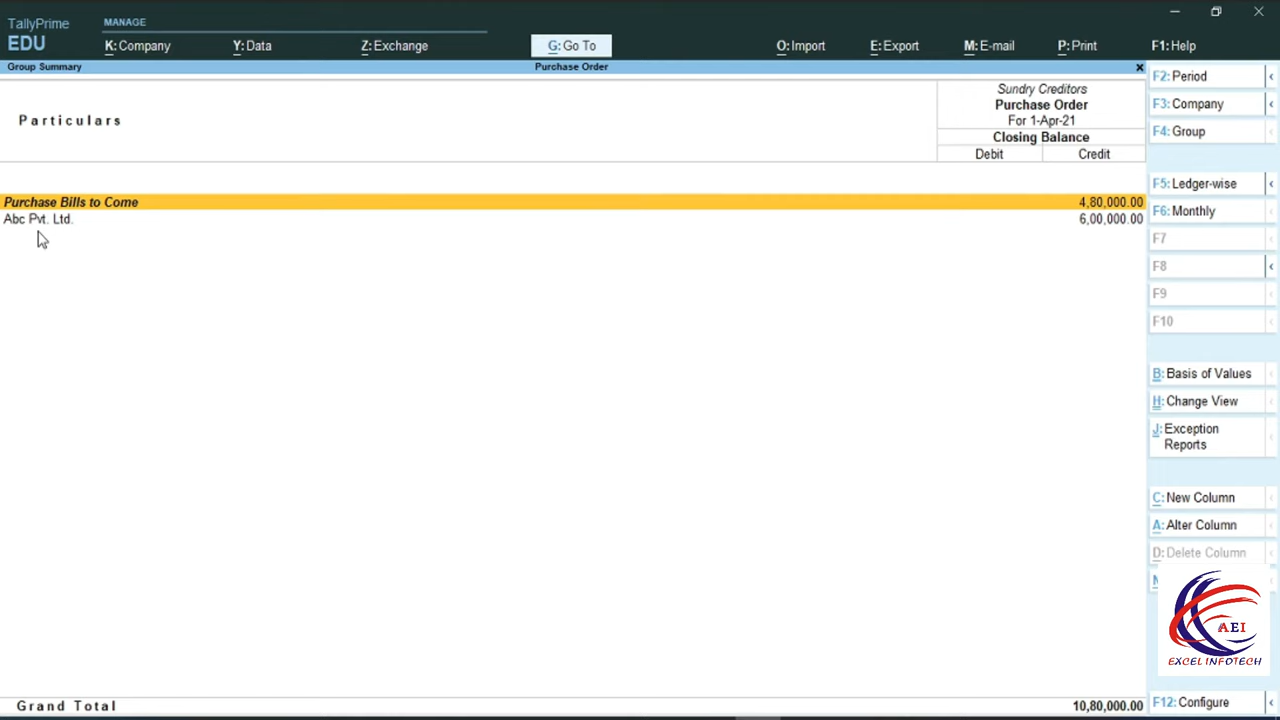 TallyPrime
EDU
MANAGE
K: Company
Y: Data
Z: Exchange
G: Go To
O: Import
E: Export
M: E-mail
P: Print
F1: Help
Group Summary
Purchase Order
Particulars
Sundry Creditors
Purchase Order
For 1-Apr-21
Closing Balance
Debit Credit
Purchase Bills to Come 4,80,000.00
Abc Pvt. Ltd. 6,00,000.00
Grand Total 10,80,000.00
F2: Period
F3: Company
F4: Group
F5: Ledger-wise
F6: Monthly
F7
F8
F9
F10
B: Basis of Values
H: Change View
J: Exception
Reports
C: New Column
A: Alter Column
D: Delete Column
AEI
EXCEL INFOTECH
F12: Configure